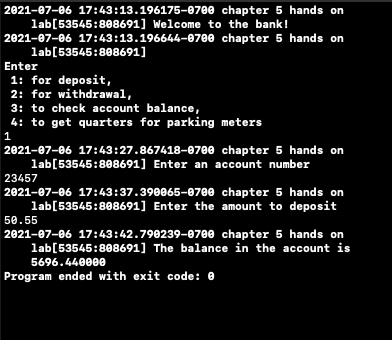 2021-07-06 17:43:13.196175-0700 chapter 5 hands on
lab[53545:808691] Welcome to the bank!
2021-07-06 17:43:13.196644-0700 chapter 5 hands on
lab[53545:808691]
Enter
1: for deposit,
2: for withdrawal,
3: to check account balance,
4: to get quarters for parking meters
1
2021-07-06 17:43:27.867418-0700 chapter 5 hands on
lab[53545:808691] Enter an account number
23457
2021-07-06 17:43:37.390065-0700 chapter 5 hands on
lab[53545:808691] Enter the amount to deposit
50.55
2021-07-06 17:43:42.790239-0700 chapter 5 hands on
lab[53545:808691] The balance in the account is
5696.440000
Program ended with exit code: 0